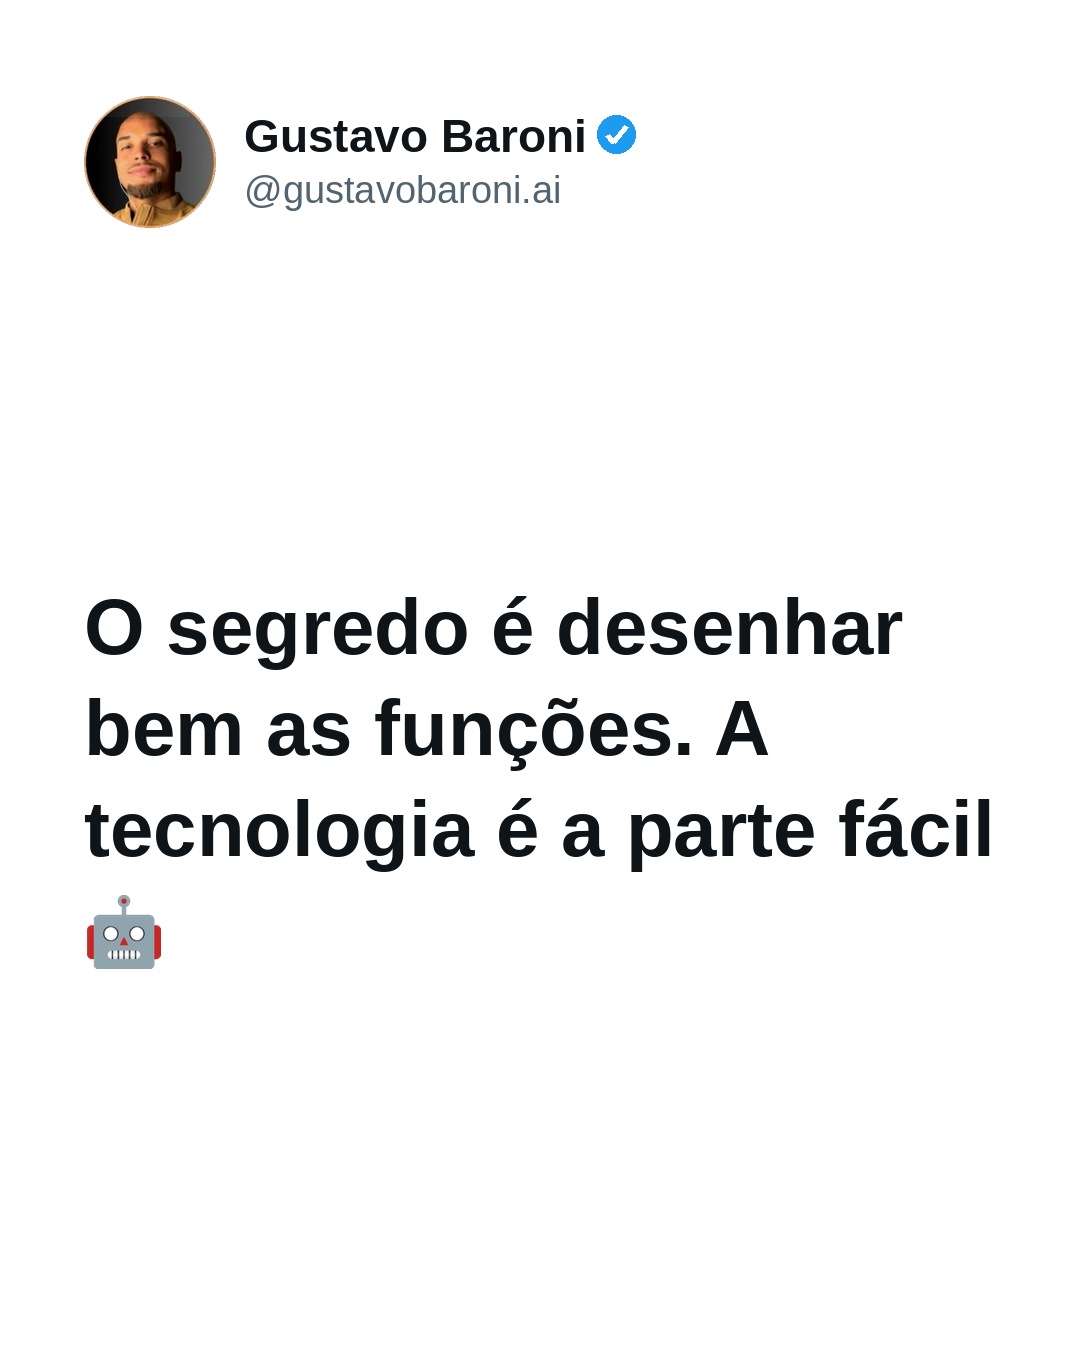 Gustavo Baroni
@gustavobaroni.ai
O segredo é desenhar
bem as funções. A
tecnologia é a parte fácil
🤖